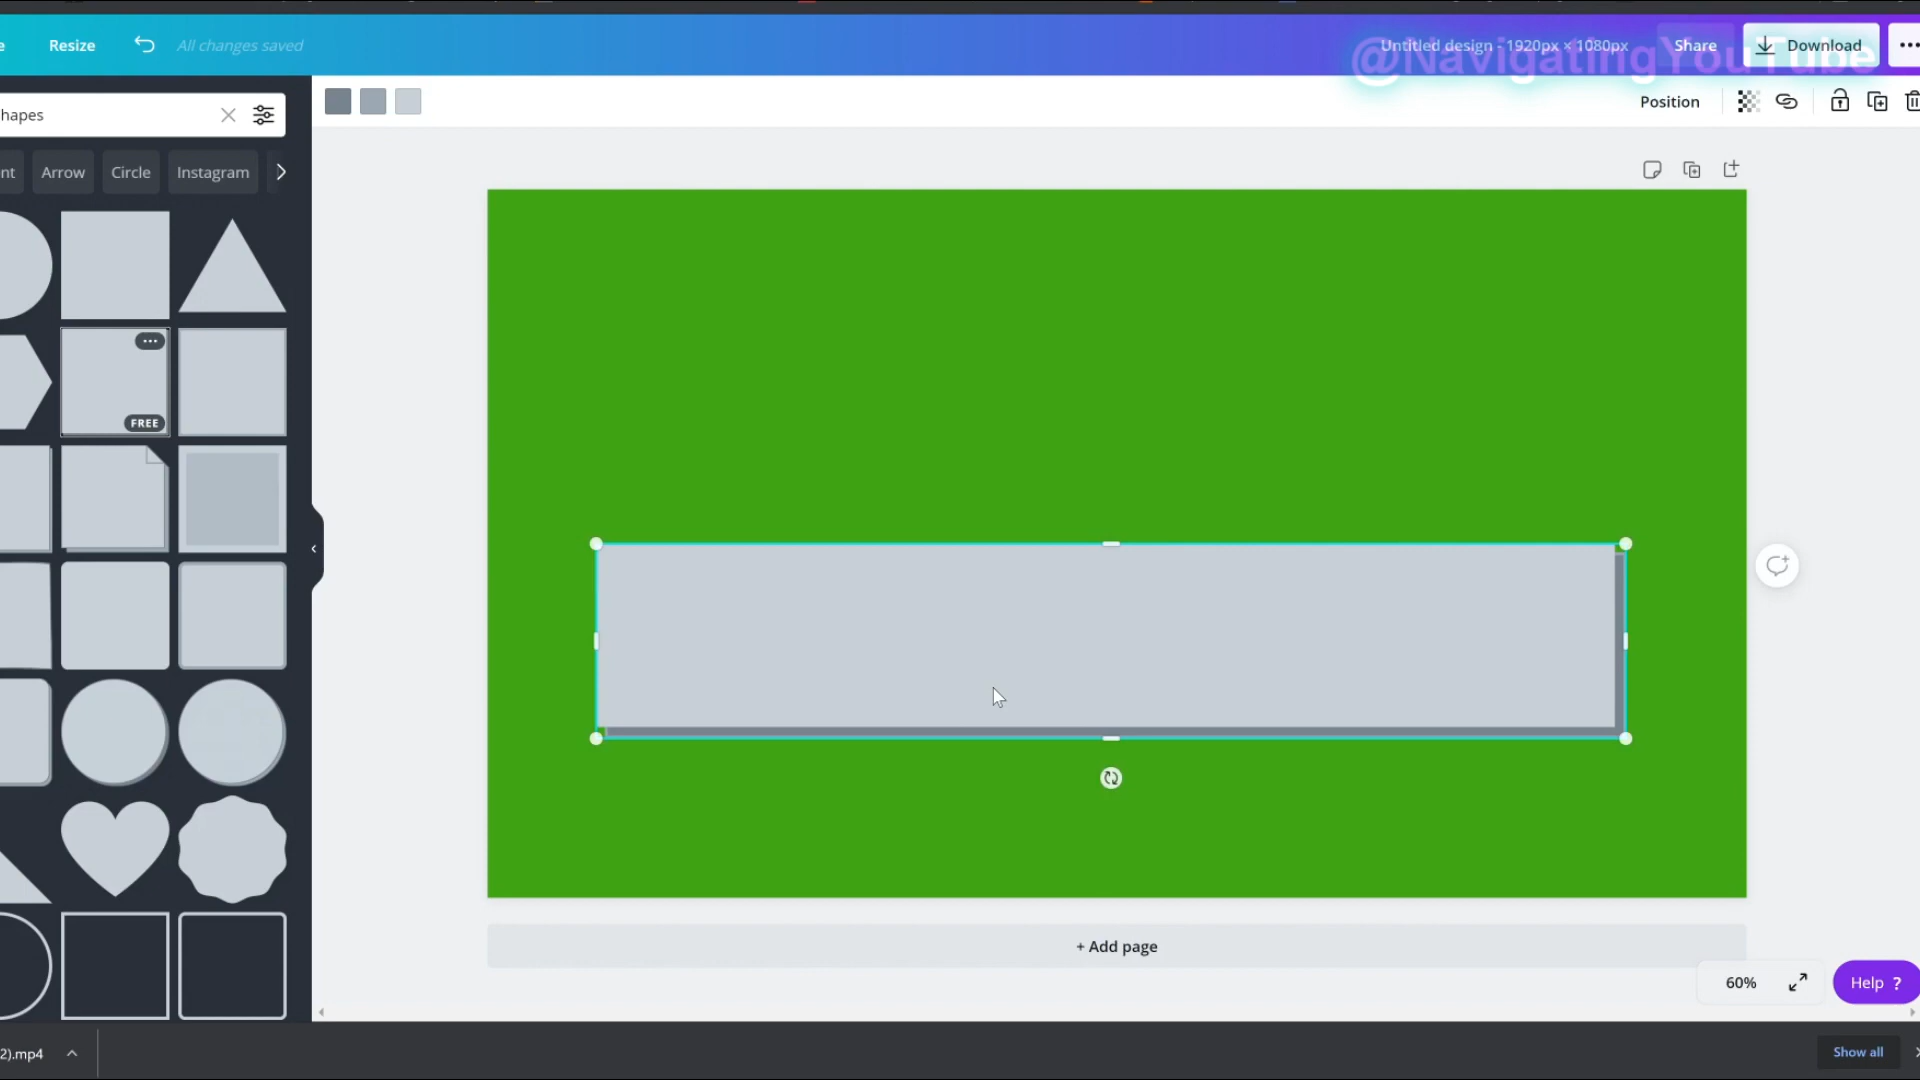 e
Resize
All changes saved
Untitled design - 1920px × 1080px
Share
Download
@NavigatingYouTube
hapes
Position
nt
Arrow
Circle
Instagram
FREE
+ Add page
60%
Help ?
2).mp4
Show all